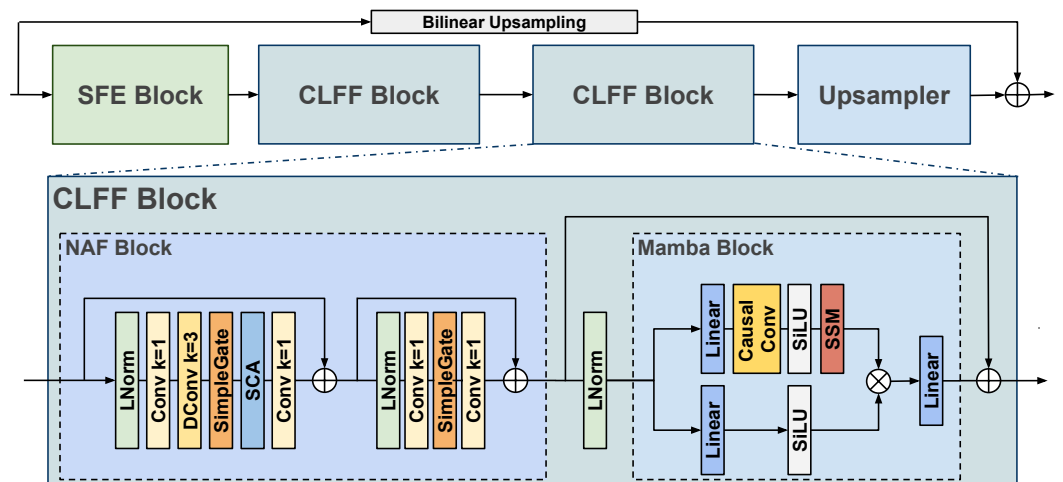 Bilinear Upsampling
SFE Block
CLFF Block
CLFF Block
Upsampler
CLFF Block
NAF Block
LNorm
Conv k=1
DConv k=3
SimpleGate
SCA
Conv k=1
LNorm
Conv k=1
SimpleGate
Conv k=1
LNorm
Mamba Block
Linear
Causal
Conv
SiLU
SSM
Linear
SiLU
Linear